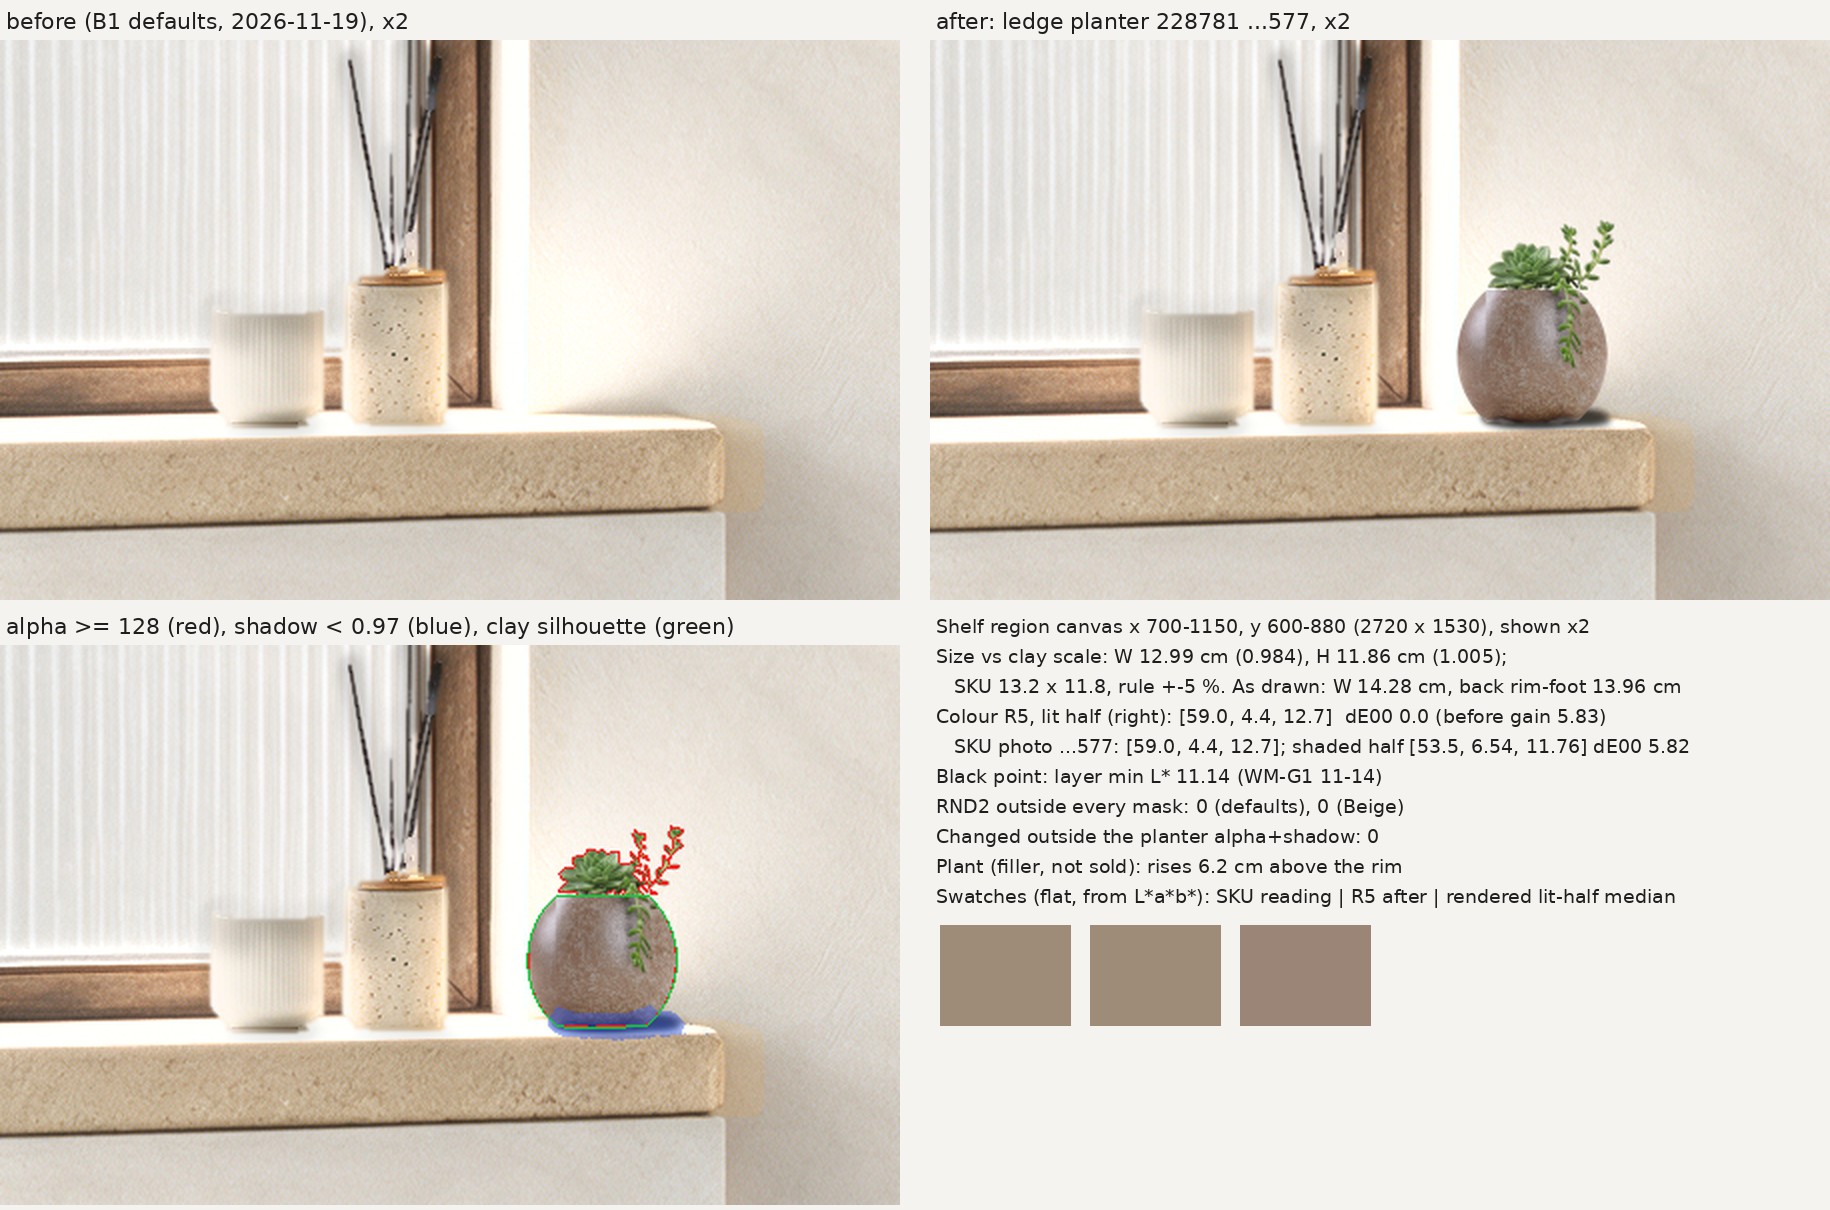 before (B1 defaults, 2026-11-19), x2
after: ledge planter 228781 ...577, x2
alpha >= 128 (red), shadow < 0.97 (blue), clay silhouette (green)
Shelf region canvas x 700-1150, y 600-880 (2720 x 1530), shown x2
Size vs clay scale: W 12.99 cm (0.984), H 11.86 cm (1.005);
SKU 13.2 x 11.8, rule +-5 %. As drawn: W 14.28 cm, back rim-foot 13.96 cm
Colour R5, lit half (right): [59.0, 4.4, 12.7]  dE00 0.0 (before gain 5.83)
SKU photo ...577: [59.0, 4.4, 12.7]; shaded half [53.5, 6.54, 11.76] dE00 5.82
Black point: layer min L* 11.14 (WM-G1 11-14)
RND2 outside every mask: 0 (defaults), 0 (Beige)
Changed outside the planter alpha+shadow: 0
Plant (filler, not sold): rises 6.2 cm above the rim
Swatches (flat, from L*a*b*): SKU reading | R5 after | rendered lit-half median